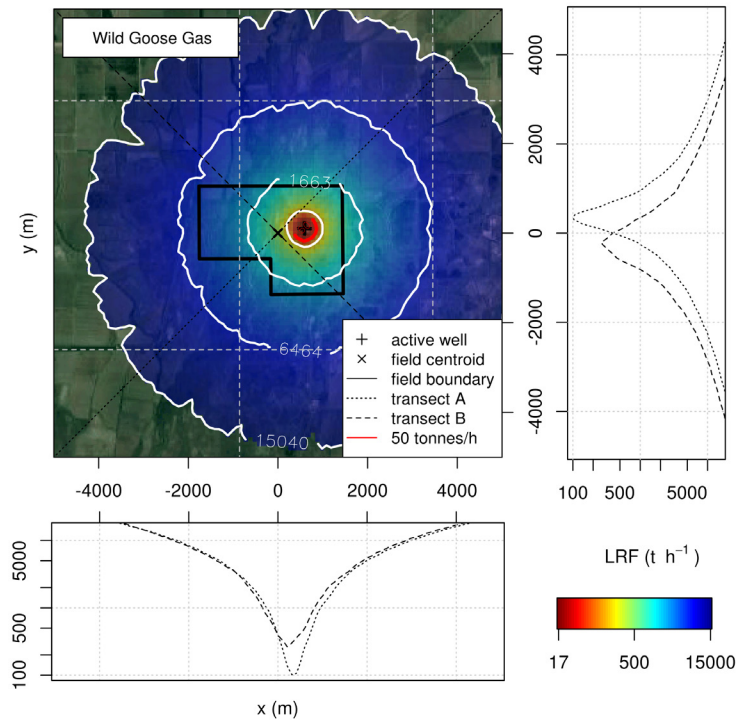 Wild Goose Gas
1663
6464
15040
active well
field centroid
field boundary
transect A
transect B
50 tonnes/h
y (m)
-4000 -2000 0 2000 4000
4000
2000
0
-2000
-4000
100 500 5000
5000
500
100
x (m)
LRF (t h⁻¹)
17 500 15000